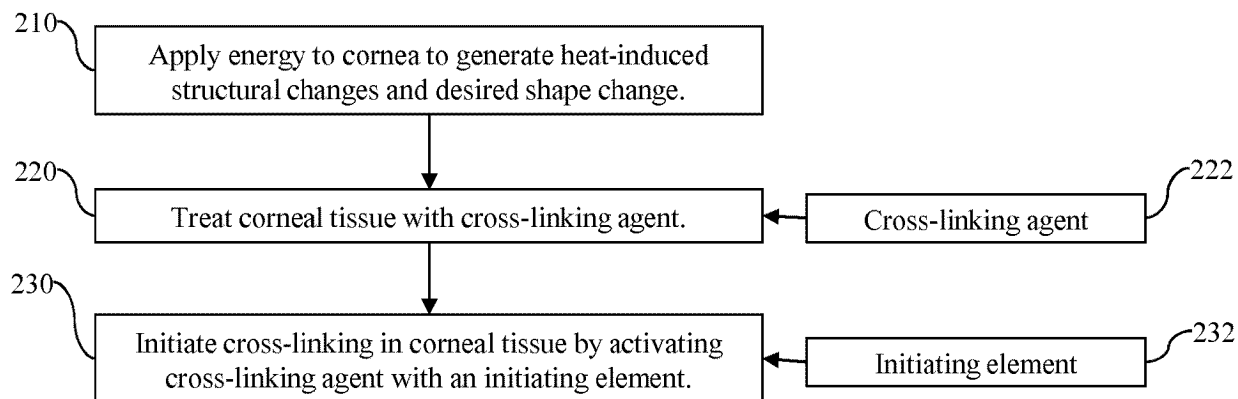 210
Apply energy to cornea to generate heat-induced
structural changes and desired shape change.
220
Treat corneal tissue with cross-linking agent.
222
Cross-linking agent
230
Initiate cross-linking in corneal tissue by activating
cross-linking agent with an initiating element.
232
Initiating element